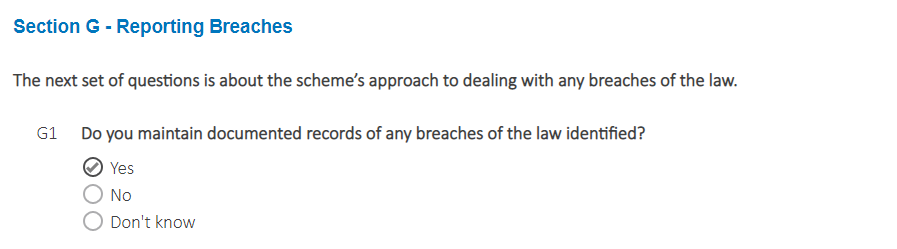 Section G - Reporting Breaches
The next set of questions is about the scheme's approach to dealing with any breaches of the law.
G1 Do you maintain documented records of any breaches of the law identified?
Yes
No
Don't know